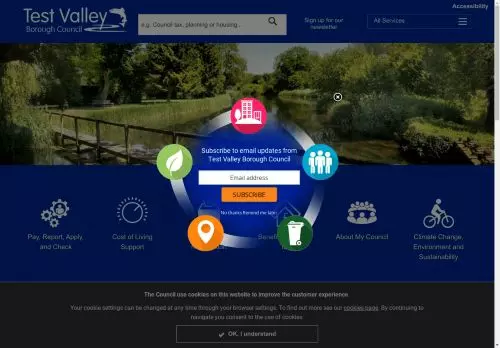 Accessibility
Test Valley
Borough Council
e.g. Council tax, planning or housing...
Sign up for our
newsletter
All Services
Subscribe to email updates from
Test Valley Borough Council
Email address
SUBSCRIBE
No thanks Remind me later
Pay, Report, Apply,
and Check
Cost of Living
Support
Benefi
About My Council
Climate Change,
Environment and
Sustainability
The Council use cookies on this website to improve the customer experience.
Your cookie settings can be changed at any time through your browser settings. To find out more see our cookies page. By continuing to
navigate you consent to the use of cookies.
OK, I understand